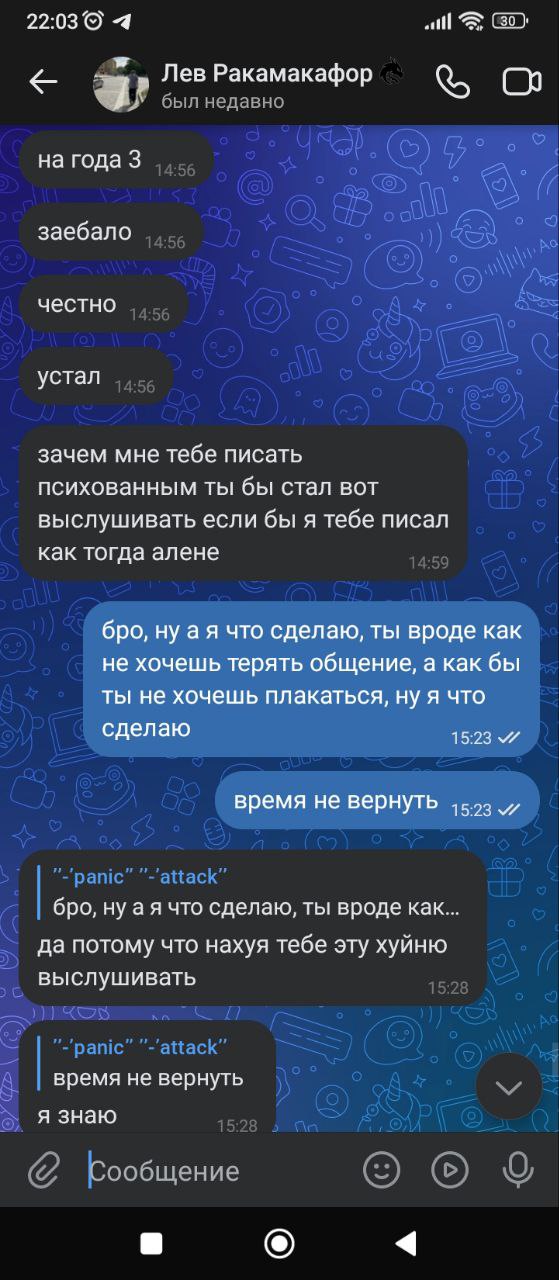 22:03
30
Лев Ракамакафор
был недавно
на года 3 14:56
заебало 14:56
честно 14:56
устал 14:56
зачем мне тебе писать
психованным ты бы стал вот
выслушивать если бы я тебе писал
как тогда алене 14:59
бро, ну а я что сделаю, ты вроде как
не хочешь терять общение, а как бы
ты не хочешь плакаться, ну я что
сделаю 15:23
время не вернуть 15:23
’’-’panic’’ ’’-’attack’’
бро, ну а я что сделаю, ты вроде как...
да потому что нахуя тебе эту хуйню
выслушивать 15:28
’’-’panic’’ ’’-’attack’’
время не вернуть
я знаю 15:28
Сообщение